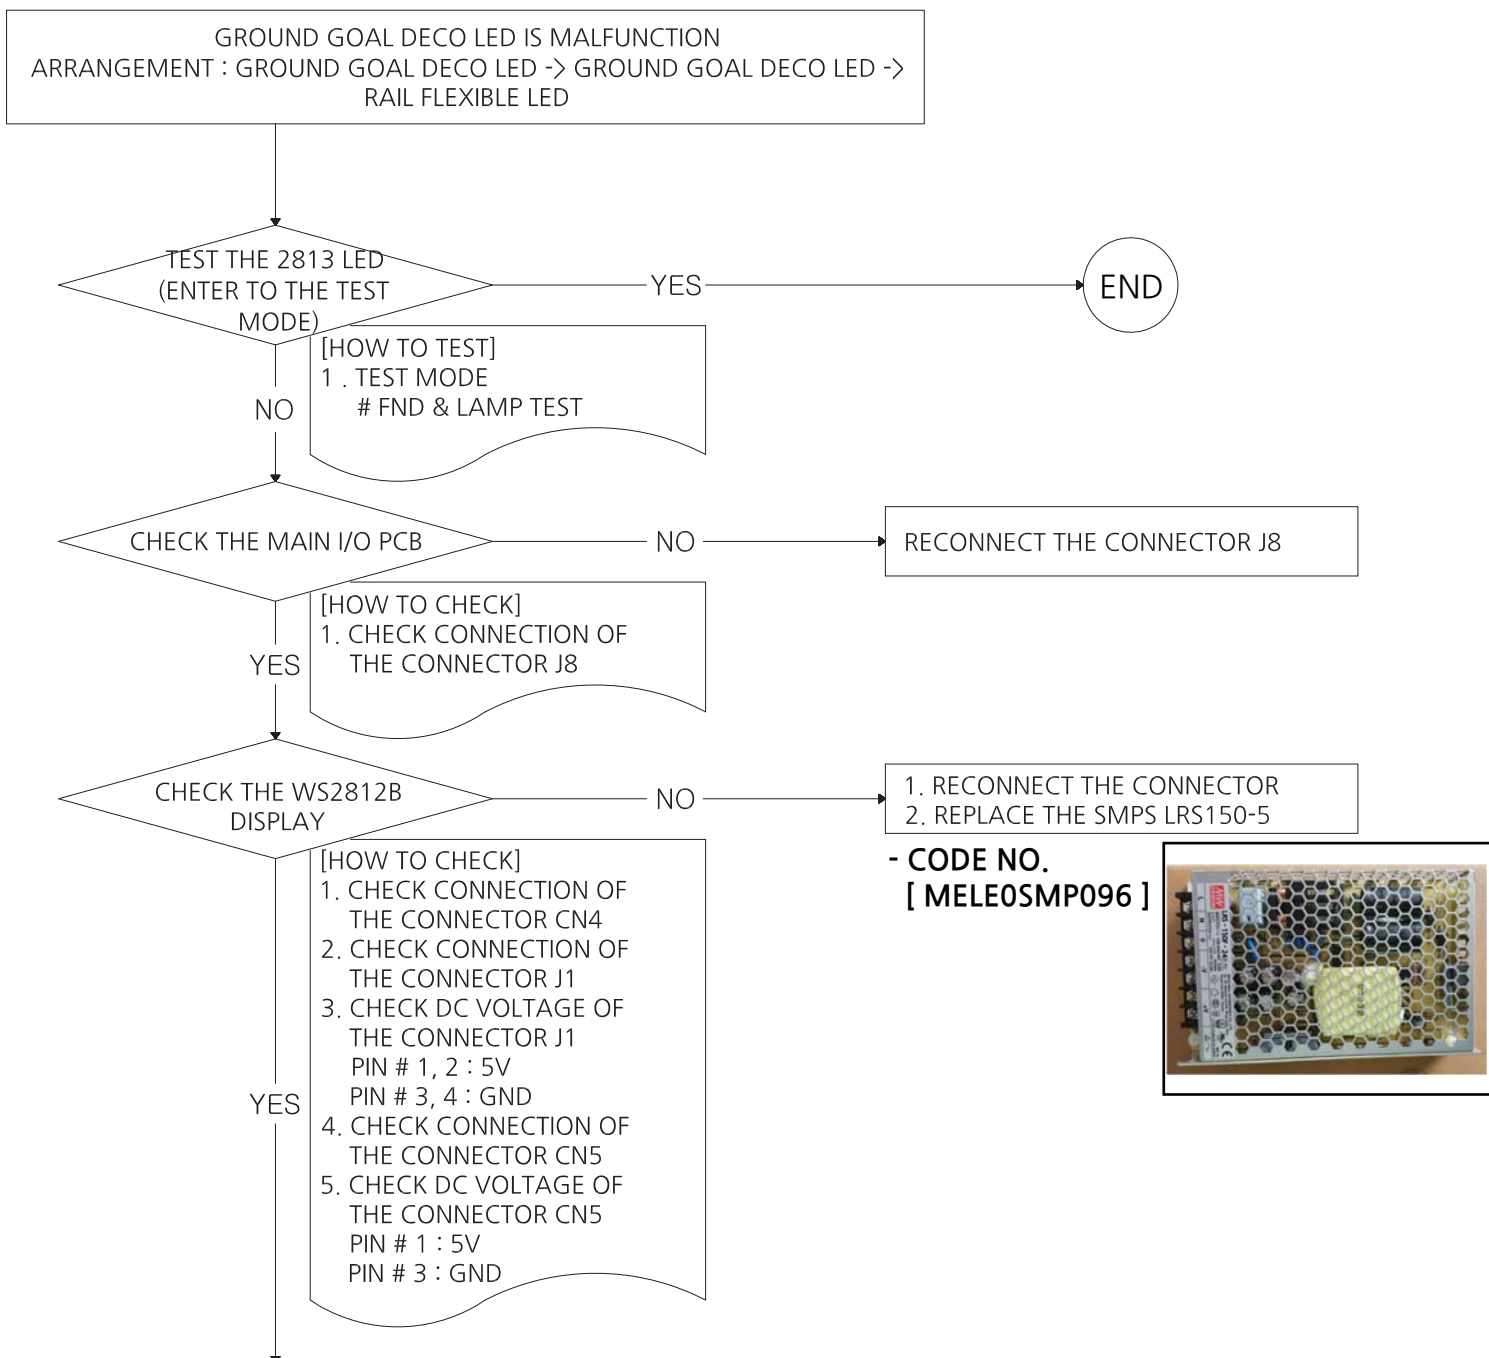 GROUND GOAL DECO LED IS MALFUNCTION
ARRANGEMENT : GROUND GOAL DECO LED -> GROUND GOAL DECO LED ->
RAIL FLEXIBLE LED
TEST THE 2813 LED
(ENTER TO THE TEST
MODE)
YES
END
[HOW TO TEST]
1 . TEST MODE
# FND & LAMP TEST
NO
CHECK THE MAIN I/O PCB
NO
RECONNECT THE CONNECTOR J8
[HOW TO CHECK]
1. CHECK CONNECTION OF
THE CONNECTOR J8
YES
CHECK THE WS2812B
DISPLAY
NO
1. RECONNECT THE CONNECTOR
2. REPLACE THE SMPS LRS150-5
- CODE NO.
[ MELE0SMP096 ]
[HOW TO CHECK]
1. CHECK CONNECTION OF
THE CONNECTOR CN4
2. CHECK CONNECTION OF
THE CONNECTOR J1
3. CHECK DC VOLTAGE OF
THE CONNECTOR J1
PIN # 1, 2 : 5V
PIN # 3, 4 : GND
4. CHECK CONNECTION OF
THE CONNECTOR CN5
5. CHECK DC VOLTAGE OF
THE CONNECTOR CN5
PIN # 1 : 5V
PIN # 3 : GND
YES